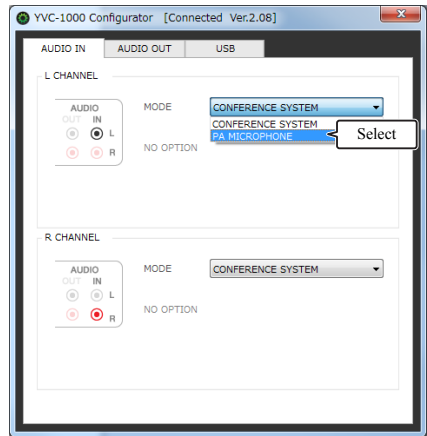 YVC-1000 Configurator [Connected Ver.2.08]
x
AUDIO IN AUDIO OUT USB
L CHANNEL
AUDIO
OUT IN
L
R
MODE
CONFERENCE SYSTEM
CONFERENCE SYSTEM
PA MICROPHONE
Select
NO OPTION
R CHANNEL
AUDIO
OUT IN
L
R
MODE
CONFERENCE SYSTEM
NO OPTION